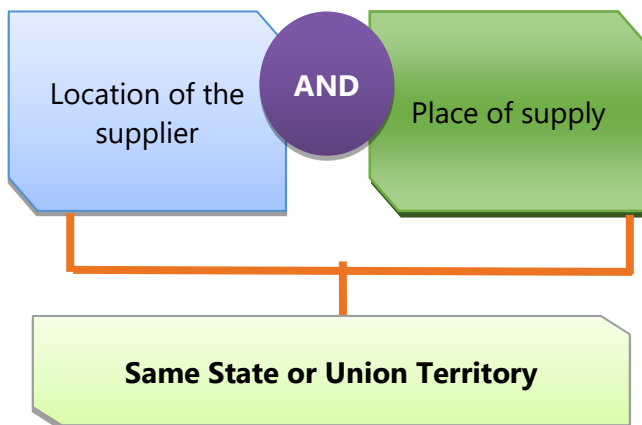 Location of the
supplier
AND
Place of supply
Same State or Union Territory